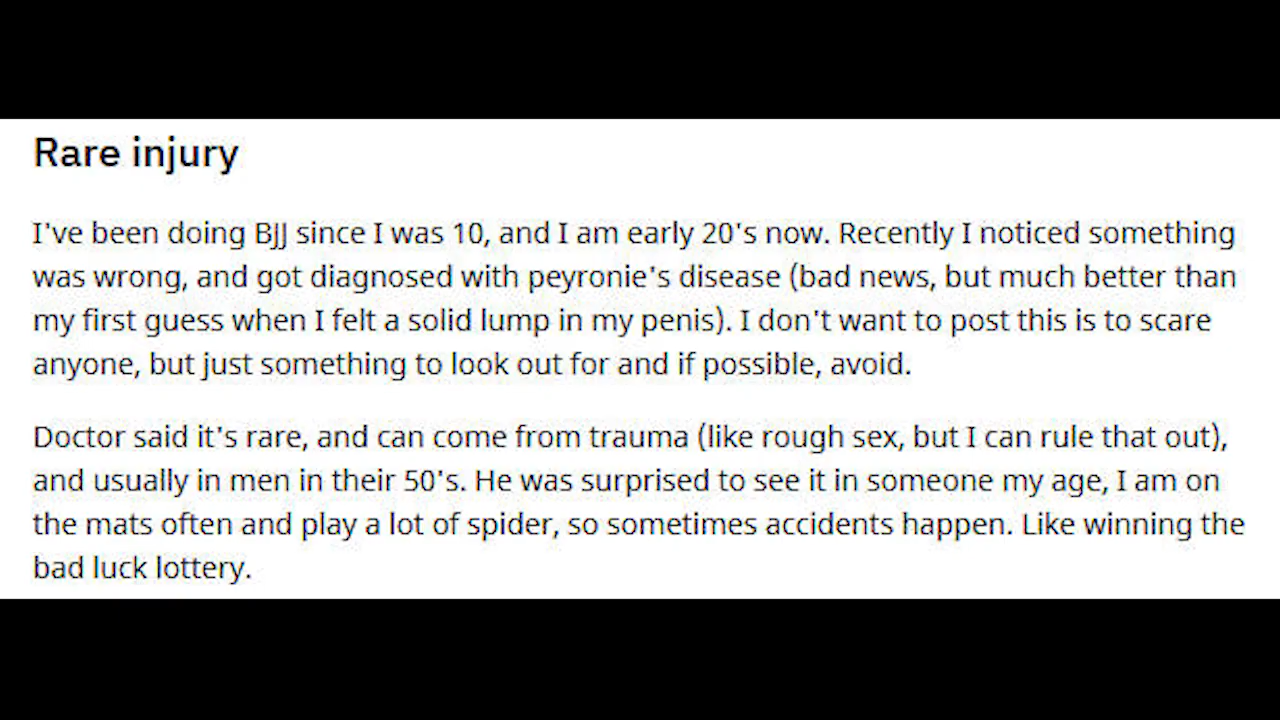 Rare injury
I've been doing BJJ since I was 10, and I am early 20's now. Recently I noticed something
was wrong, and got diagnosed with peyronie's disease (bad news, but much better than
my first guess when I felt a solid lump in my penis). I don't want to post this is to scare
anyone, but just something to look out for and if possible, avoid.
Doctor said it's rare, and can come from trauma (like rough sex, but I can rule that out),
and usually in men in their 50's. He was surprised to see it in someone my age, I am on
the mats often and play a lot of spider, so sometimes accidents happen. Like winning the
bad luck lottery.